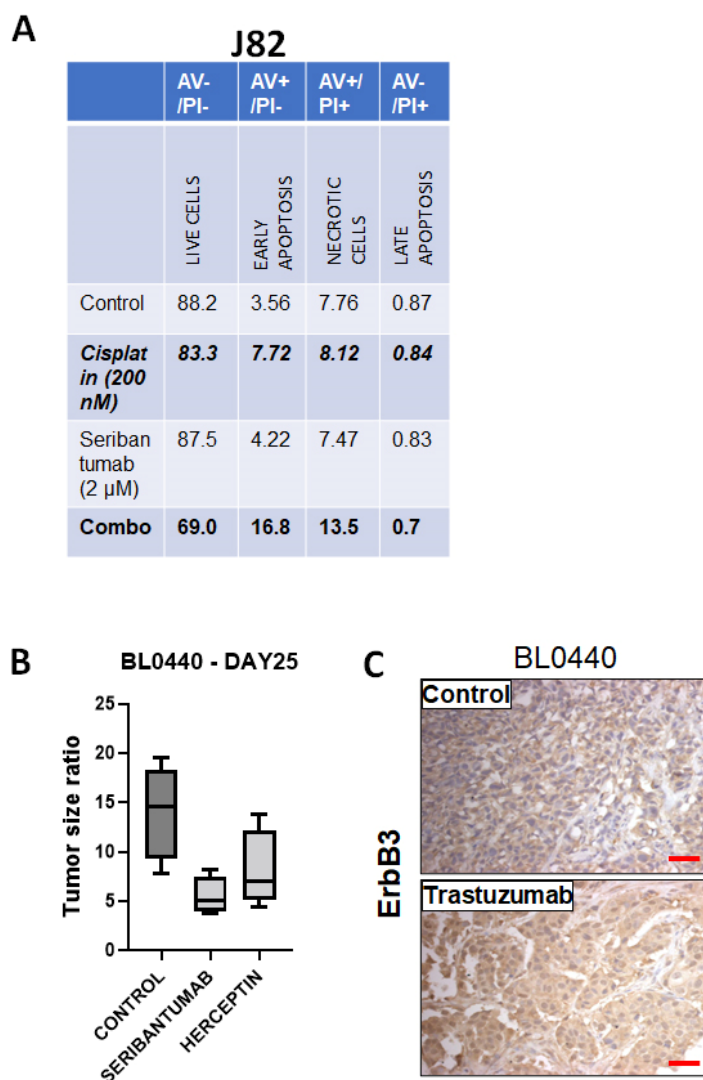 A
J82
AV-
/PI-
AV+
/PI-
AV+/
PI+
AV-
/PI+
LIVE CELLS
EARLY
APOPTOSIS
NECROTIC
CELLS
LATE
APOPTOSIS
Control
88.2
3.56
7.76
0.87
Cisplat
in (200
nM)
83.3
7.72
8.12
0.84
Seriban
tumab
(2 µM)
87.5
4.22
7.47
0.83
Combo
69.0
16.8
13.5
0.7
B
BL0440 - DAY25
Tumor size ratio
25
20
15
10
5
0
CONTROL
SERIBANTUMAB
HERCEPTIN
C
BL0440
ErbB3
Control
Trastuzumab